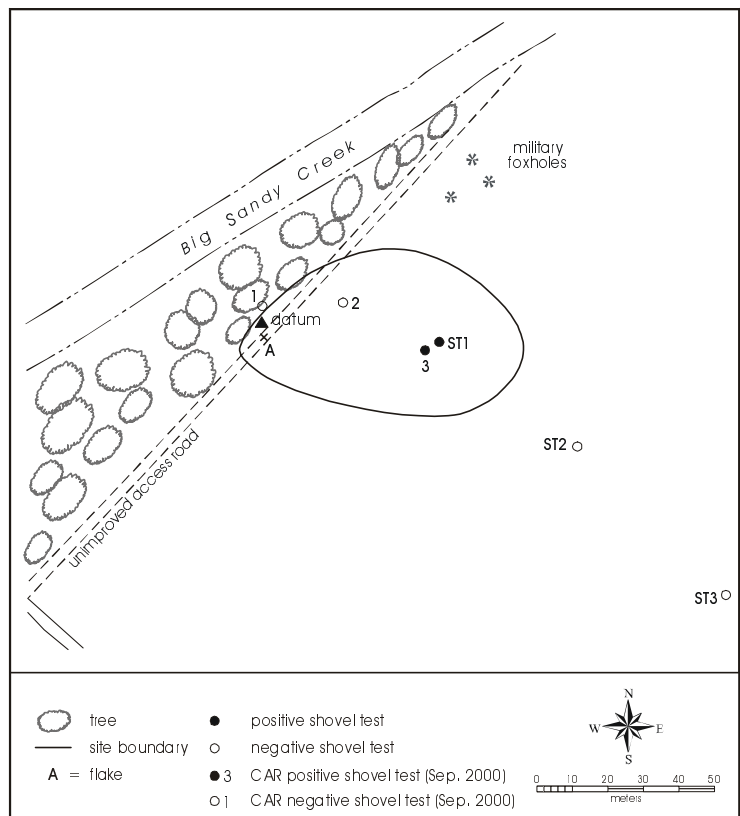 military
foxholes
Big Sandy Creek
1
2
datum
A
ST1
3
ST2
unimproved access road
ST3
tree
site boundary
A = flake
positive shovel test
negative shovel test
3 CAR positive shovel test (Sep. 2000)
1 CAR negative shovel test (Sep. 2000)
N
W E
S
0 10 20 30 40 50
meters